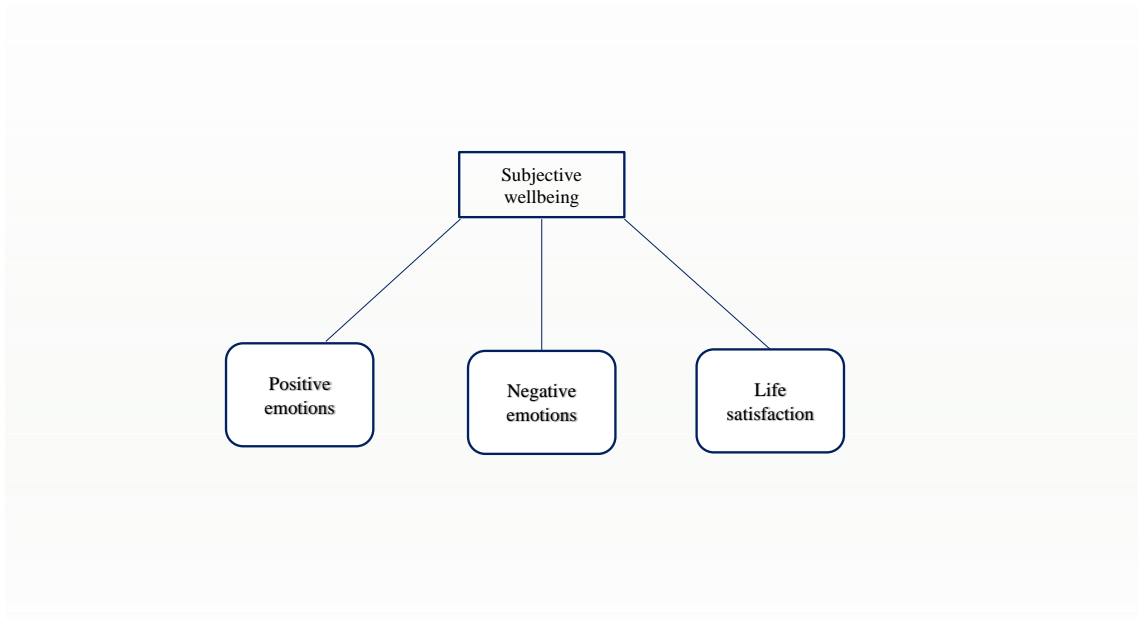 Subjective
wellbeing
Positive
emotions
Negative
emotions
Life
satisfaction